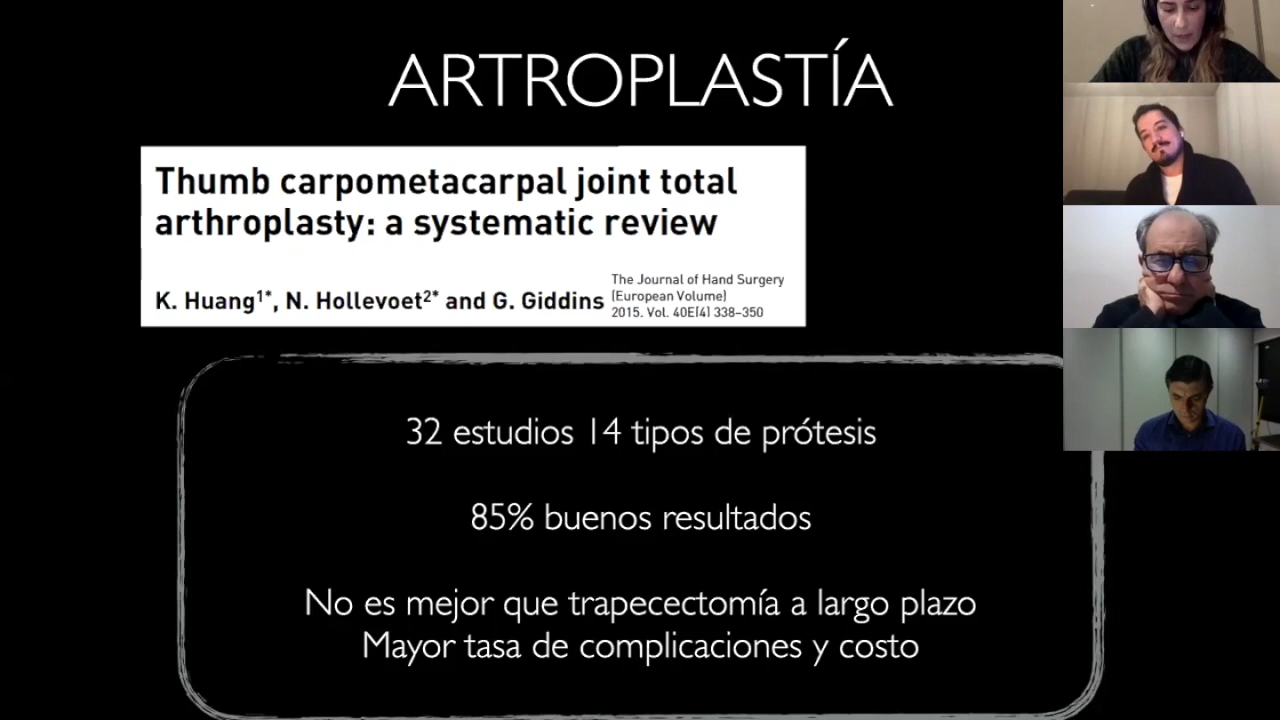 ARTROPLASTÍA
Thumb carpometacarpal joint total
arthroplasty: a systematic review
K. Huang1*, N. Hollevoet2* and G. Giddins
The Journal of Hand Surgery
(European Volume)
2015. Vol. 40E(4) 338–350
32 estudios 14 tipos de prótesis
85% buenos resultados
No es mejor que trapecectomía a largo plazo
Mayor tasa de complicaciones y costo